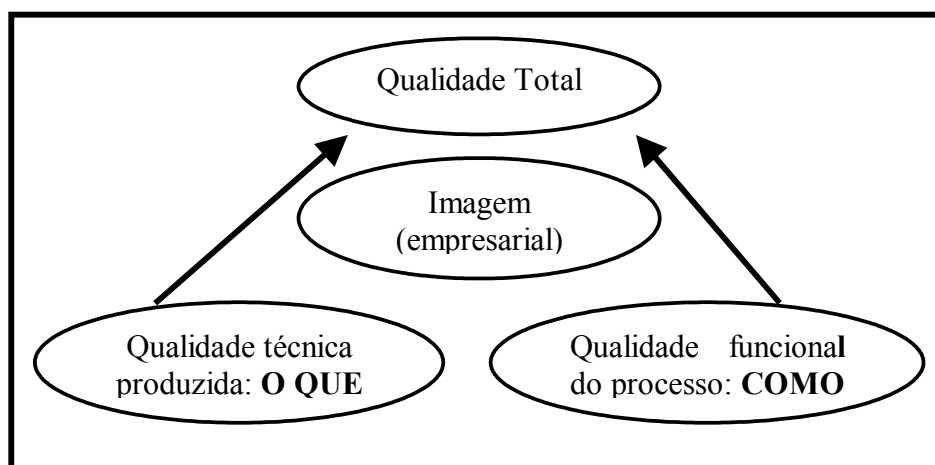 Qualidade Total
Imagem
(empresarial)
Qualidade técnica
produzida: O QUE
Qualidade funcional
do processo: COMO